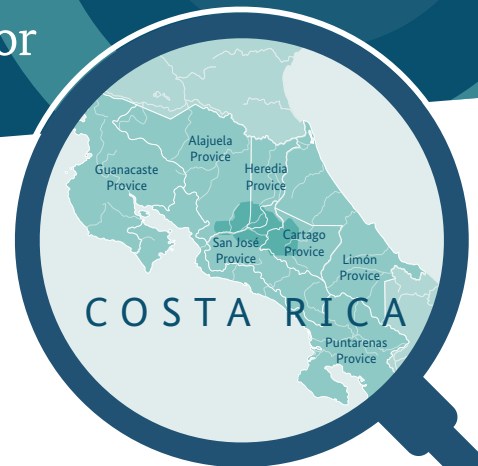 or
Alajuela
Provice
Guanacaste
Provice
Heredia
Provice
San José
Provice
Cartago
Provice
Limón
Provice
COSTA RICA
Puntarenas
Provice